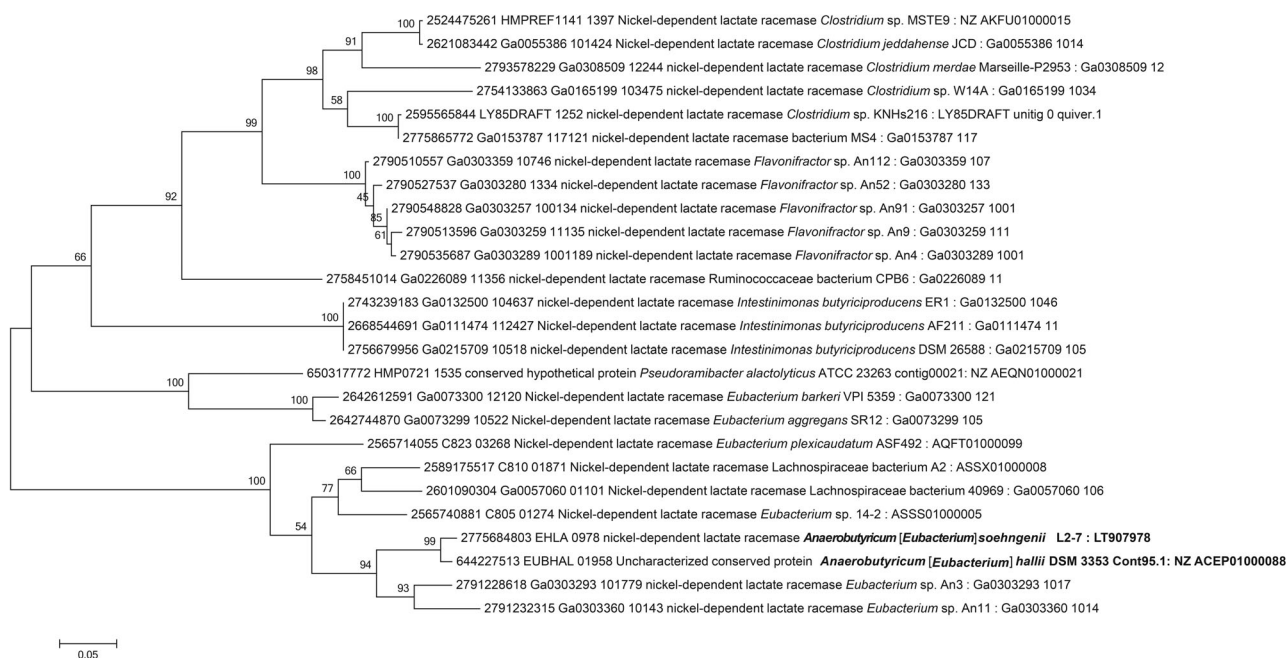 100
2524475261 HMPREF1141 1397 Nickel-dependent lactate racemase Clostridium sp. MSTE9 : NZ AKFU01000015
91
2621083442 Ga0055386 101424 Nickel-dependent lactate racemase Clostridium jeddahense JCD : Ga0055386 1014
98
2793578229 Ga0308509 12244 nickel-dependent lactate racemase Clostridium merdae Marseille-P2953 : Ga0308509 12
58
2754133863 Ga0165199 103475 nickel-dependent lactate racemase Clostridium sp. W14A : Ga0165199 1034
99
100
2595565844 LY85DRAFT 1252 nickel-dependent lactate racemase Clostridium sp. KNHs216 : LY85DRAFT unitig 0 quiver.1
2775865772 Ga0153787 117121 nickel-dependent lactate racemase bacterium MS4 : Ga0153787 117
100
2790510557 Ga0303359 10746 nickel-dependent lactate racemase Flavonifractor sp. An112 : Ga0303359 107
92
45
2790527537 Ga0303280 1334 nickel-dependent lactate racemase Flavonifractor sp. An52 : Ga0303280 133
85
2790548828 Ga0303257 100134 nickel-dependent lactate racemase Flavonifractor sp. An91 : Ga0303257 1001
61
2790513596 Ga0303259 11135 nickel-dependent lactate racemase Flavonifractor sp. An9 : Ga0303259 111
2790535687 Ga0303289 1001189 nickel-dependent lactate racemase Flavonifractor sp. An4 : Ga0303289 1001
66
2758451014 Ga0226089 11356 nickel-dependent lactate racemase Ruminococcaceae bacterium CPB6 : Ga0226089 11
2743239183 Ga0132500 104637 nickel-dependent lactate racemase Intestinimonas butyriciproducens ER1 : Ga0132500 1046
100
2668544691 Ga0111474 112427 Nickel-dependent lactate racemase Intestinimonas butyriciproducens AF211 : Ga0111474 11
2756679956 Ga0215709 10518 nickel-dependent lactate racemase Intestinimonas butyriciproducens DSM 26588 : Ga0215709 105
100
650317772 HMP0721 1535 conserved hypothetical protein Pseudoramibacter alactolyticus ATCC 23263 contig00021: NZ AEQN01000021
100
2642612591 Ga0073300 12120 Nickel-dependent lactate racemase Eubacterium barkeri VPI 5359 : Ga0073300 121
2642744870 Ga0073299 10522 Nickel-dependent lactate racemase Eubacterium aggregans SR12 : Ga0073299 105
100
2565714055 C823 03268 Nickel-dependent lactate racemase Eubacterium plexicaudatum ASF492 : AQFT01000099
66
2589175517 C810 01871 Nickel-dependent lactate racemase Lachnospiraceae bacterium A2 : ASSX01000008
77
2601090304 Ga0057060 01101 Nickel-dependent lactate racemase Lachnospiraceae bacterium 40969 : Ga0057060 106
54
2565740881 C805 01274 Nickel-dependent lactate racemase Eubacterium sp. 14-2 : ASSS01000005
99
2775684803 EHLA 0978 nickel-dependent lactate racemase Anaerobutyricum [Eubacterium] soehngenii L2-7 : LT907978
94
644227513 EUBHAL 01958 Uncharacterized conserved protein Anaerobutyricum [Eubacterium] hallii DSM 3353 Cont95.1: NZ ACEP01000088
93
2791228618 Ga0303293 101779 nickel-dependent lactate racemase Eubacterium sp. An3 : Ga0303293 1017
2791232315 Ga0303360 10143 nickel-dependent lactate racemase Eubacterium sp. An11 : Ga0303360 1014
0.05